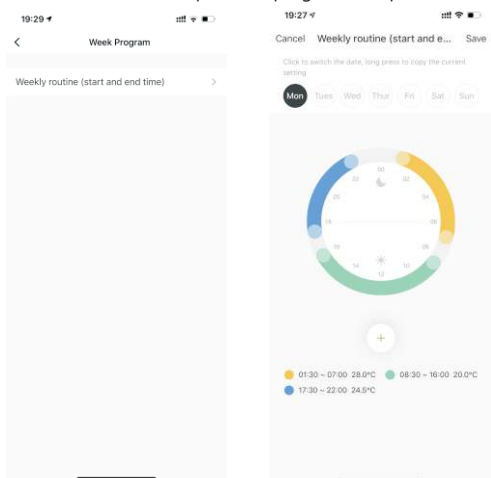 19:29
Week Program
Weekly routine (start and end time)
19:27
Cancel Weekly routine (start and e... Save
Click to switch the date, long press to copy the current
setting
Mon Tues Wed Thur Fri Sat Sun
00
22 02
20 04
18 06
16 08
14 10
12
+
01:30 ~ 07:00 28.0°C 08:30 ~ 16:00 20.0°C
17:30 ~ 22:00 24.5°C